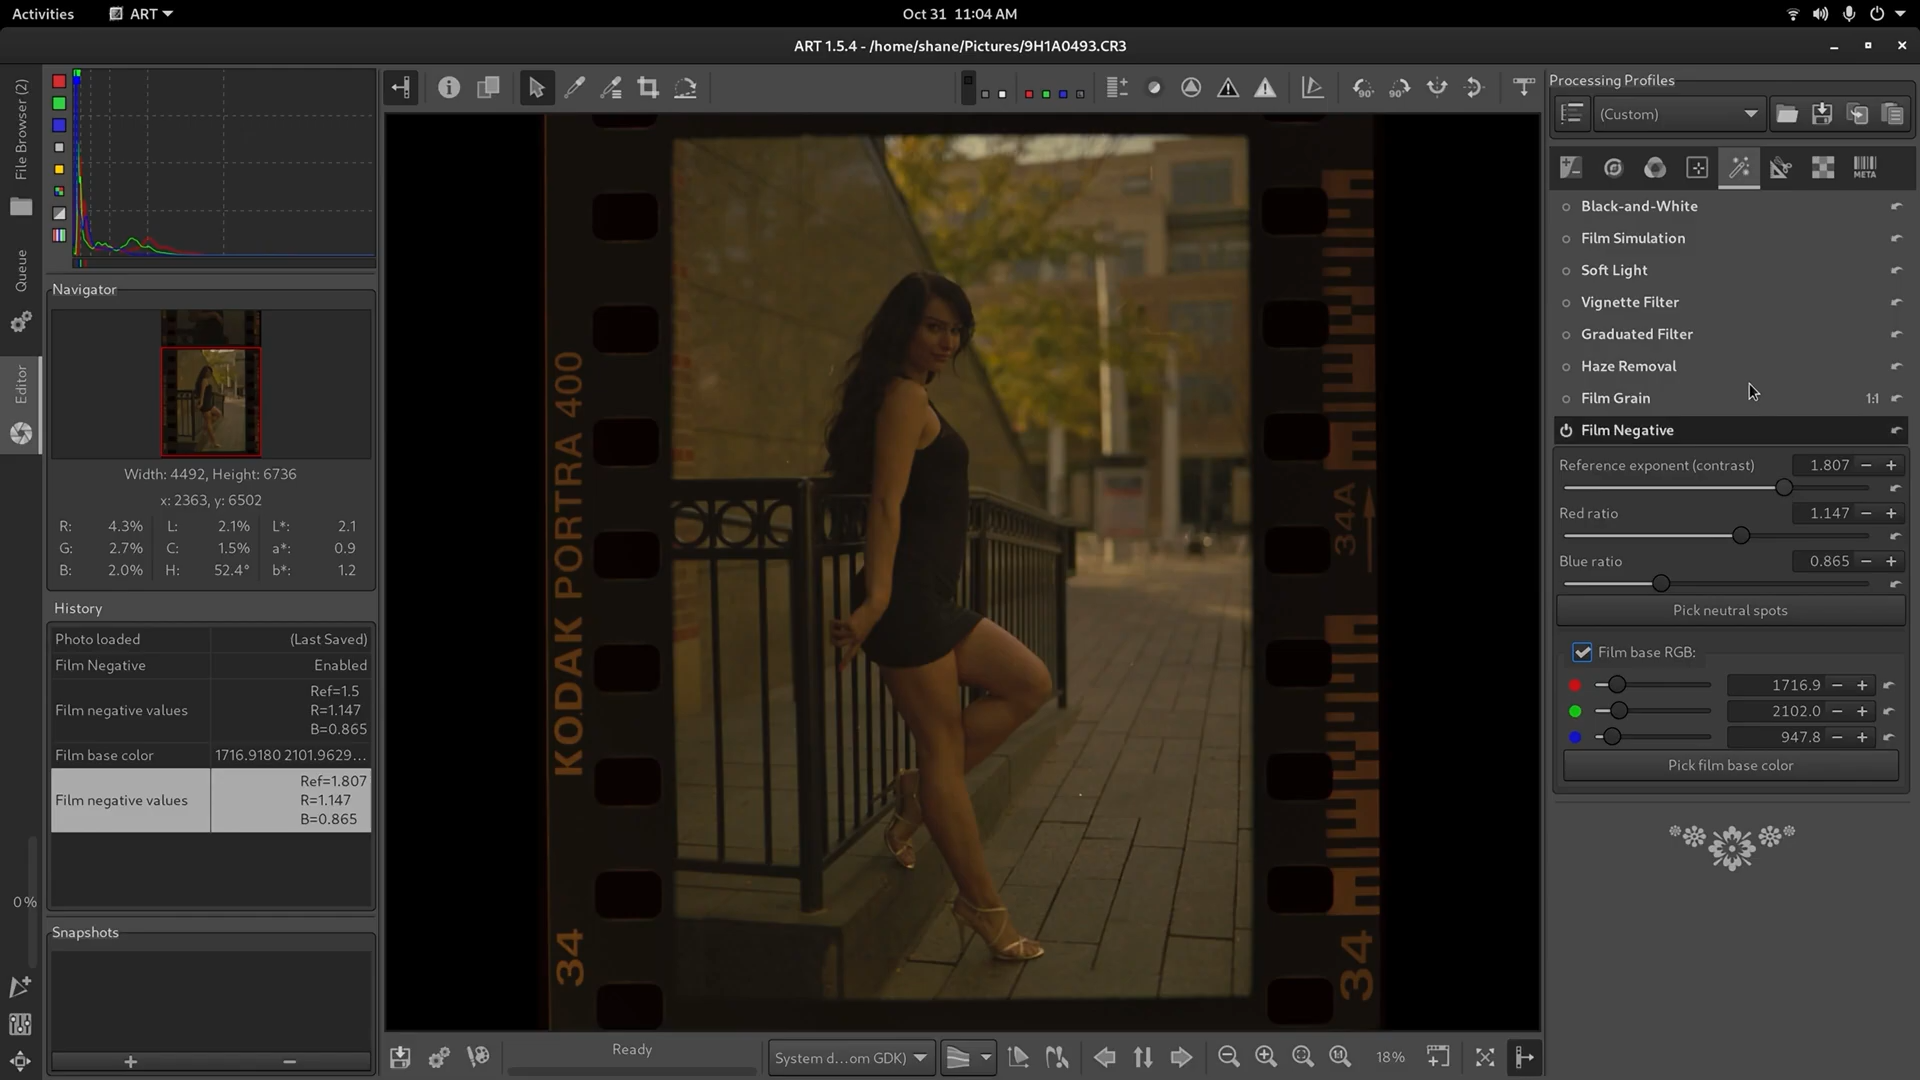 Activities
ART
Oct 31 11:04 AM
ART 1.5.4 - /home/shane/Pictures/9H1A0493.CR3
File Browser (2)
Queue
Editor
0 %
Navigator
Width: 4492, Height: 6736
x: 2363, y: 6502
R: 4.3% L: 2.1% L*: 2.1
G: 2.7% C: 1.5% a*: 0.9
B: 2.0% H: 52.4° b*: 1.2
History
Photo loaded (Last Saved)
Film Negative Enabled
Film negative values Ref=1.5
R=1.147
B=0.865
Film base color 1716.9180 2101.9629...
Film negative values Ref=1.807
R=1.147
B=0.865
Snapshots
KODAK PORTRA 400
34
34A
34
Ready
System d...om GDK)
18%
Processing Profiles
(Custom)
META
Black-and-White
Film Simulation
Soft Light
Vignette Filter
Graduated Filter
Haze Removal
Film Grain 1:1
Film Negative
Reference exponent (contrast) 1.807
Red ratio 1.147
Blue ratio 0.865
Pick neutral spots
Film base RGB:
1716.9
2102.0
947.8
Pick film base color